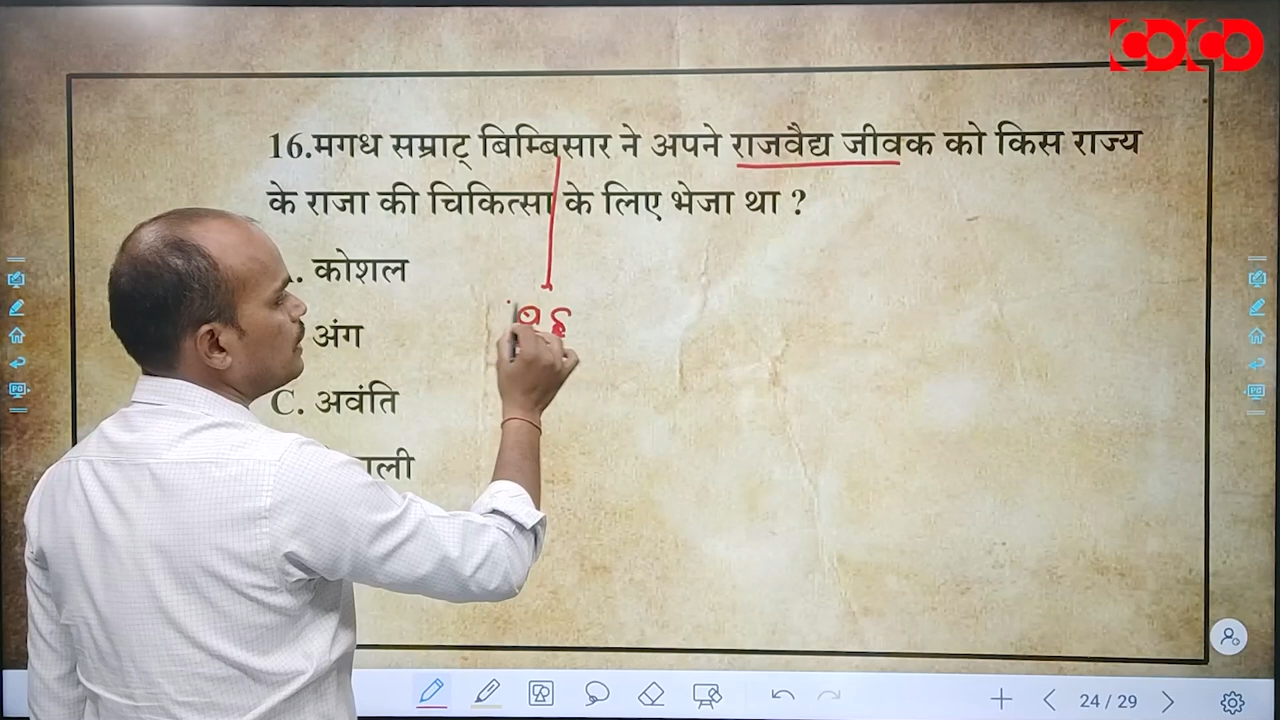 16.मगध सम्राट् बिम्बिसार ने अपने राजवैद्य जीवक को किस राज्य
के राजा की चिकित्सा के लिए भेजा था ?
कोशल
अंग
C. अवंति
24 / 29